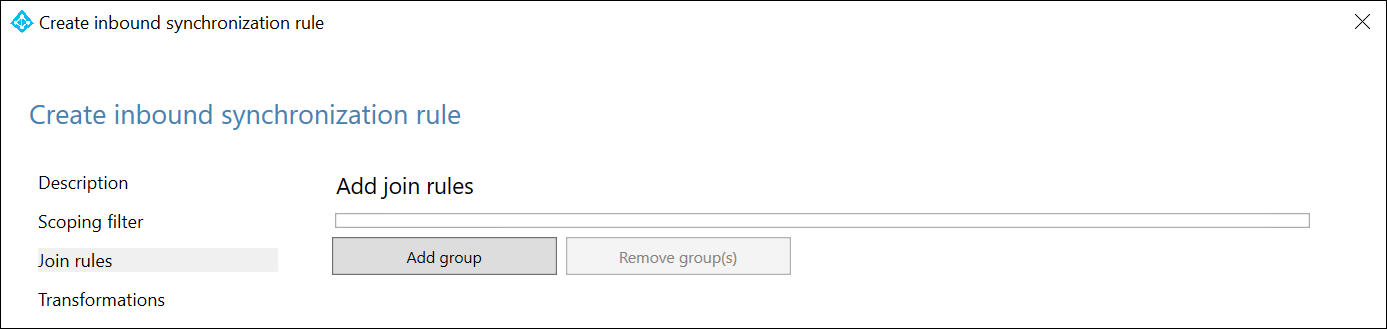 Create inbound synchronization rule
Create inbound synchronization rule
Description
Scoping filter
Join rules
Transformations
Add join rules
Add group
Remove group(s)